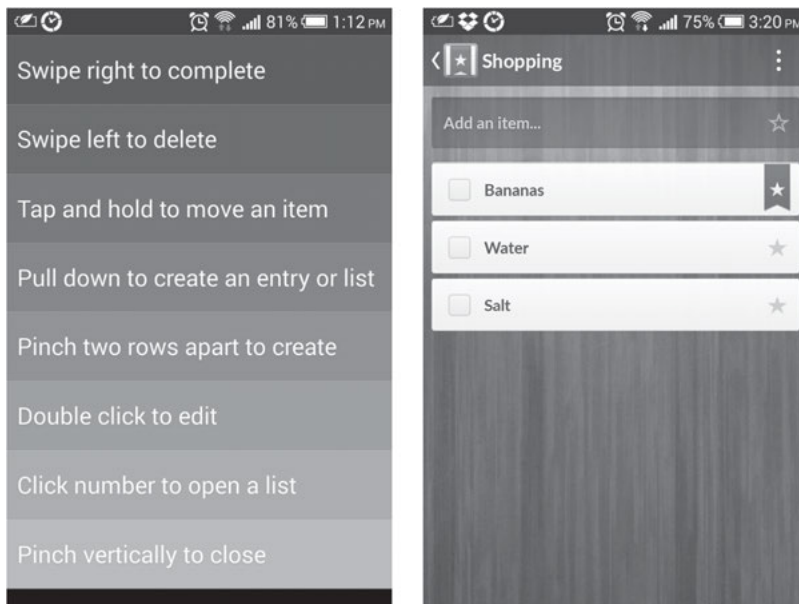 81% 1:12 PM
Swipe right to complete
Swipe left to delete
Tap and hold to move an item
Pull down to create an entry or list
Pinch two rows apart to create
Double click to edit
Click number to open a list
Pinch vertically to close
75% 3:20 PM
Shopping
Add an item...
Bananas
Water
Salt